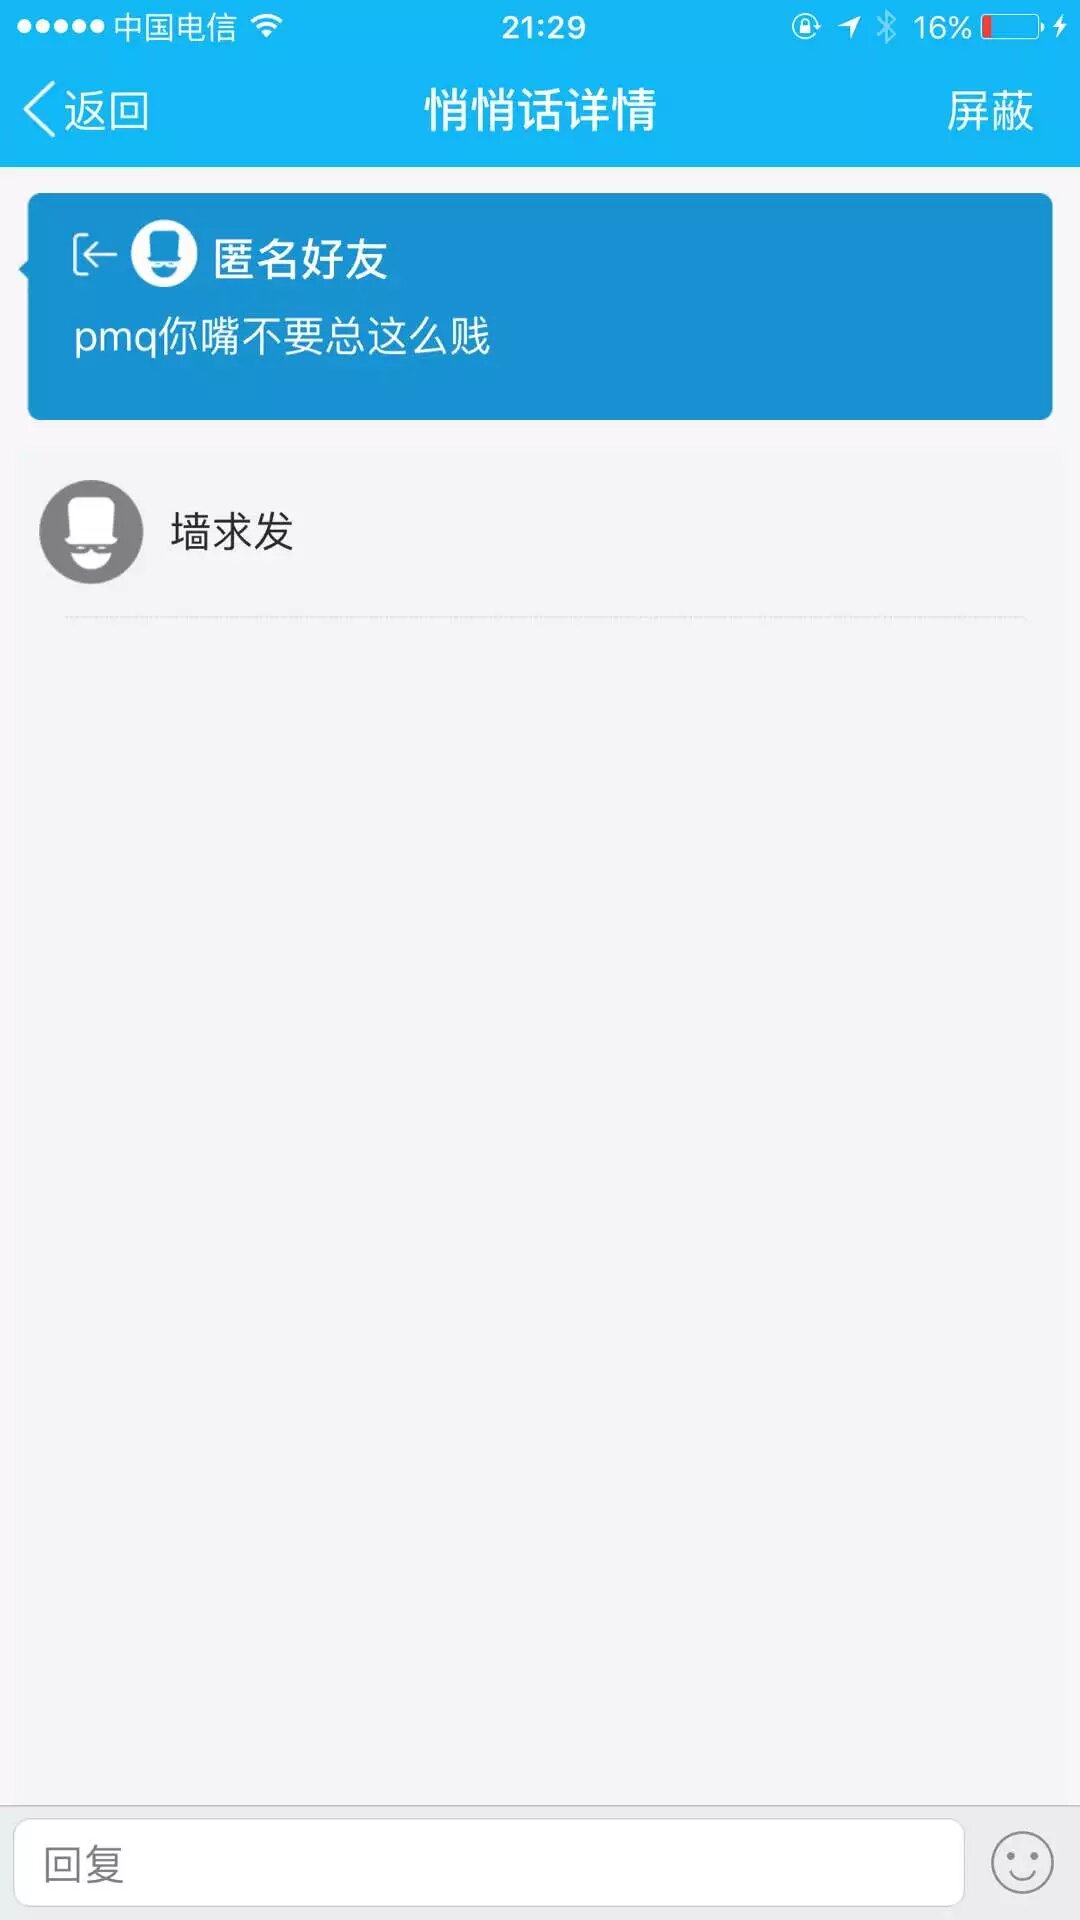 中国电信 21:29 16%
返回 悄悄话详情 屏蔽
匿名好友
pmq你嘴不要总这么贱
墙求发
回复